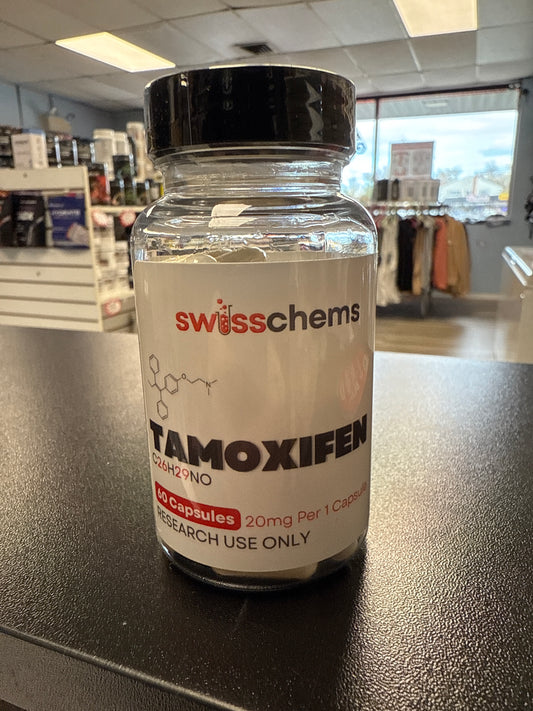 swisschems
TAMOXIFEN
C26H29NO
60 Capsules 20mg Per 1 Capsule
RESEARCH USE ONLY